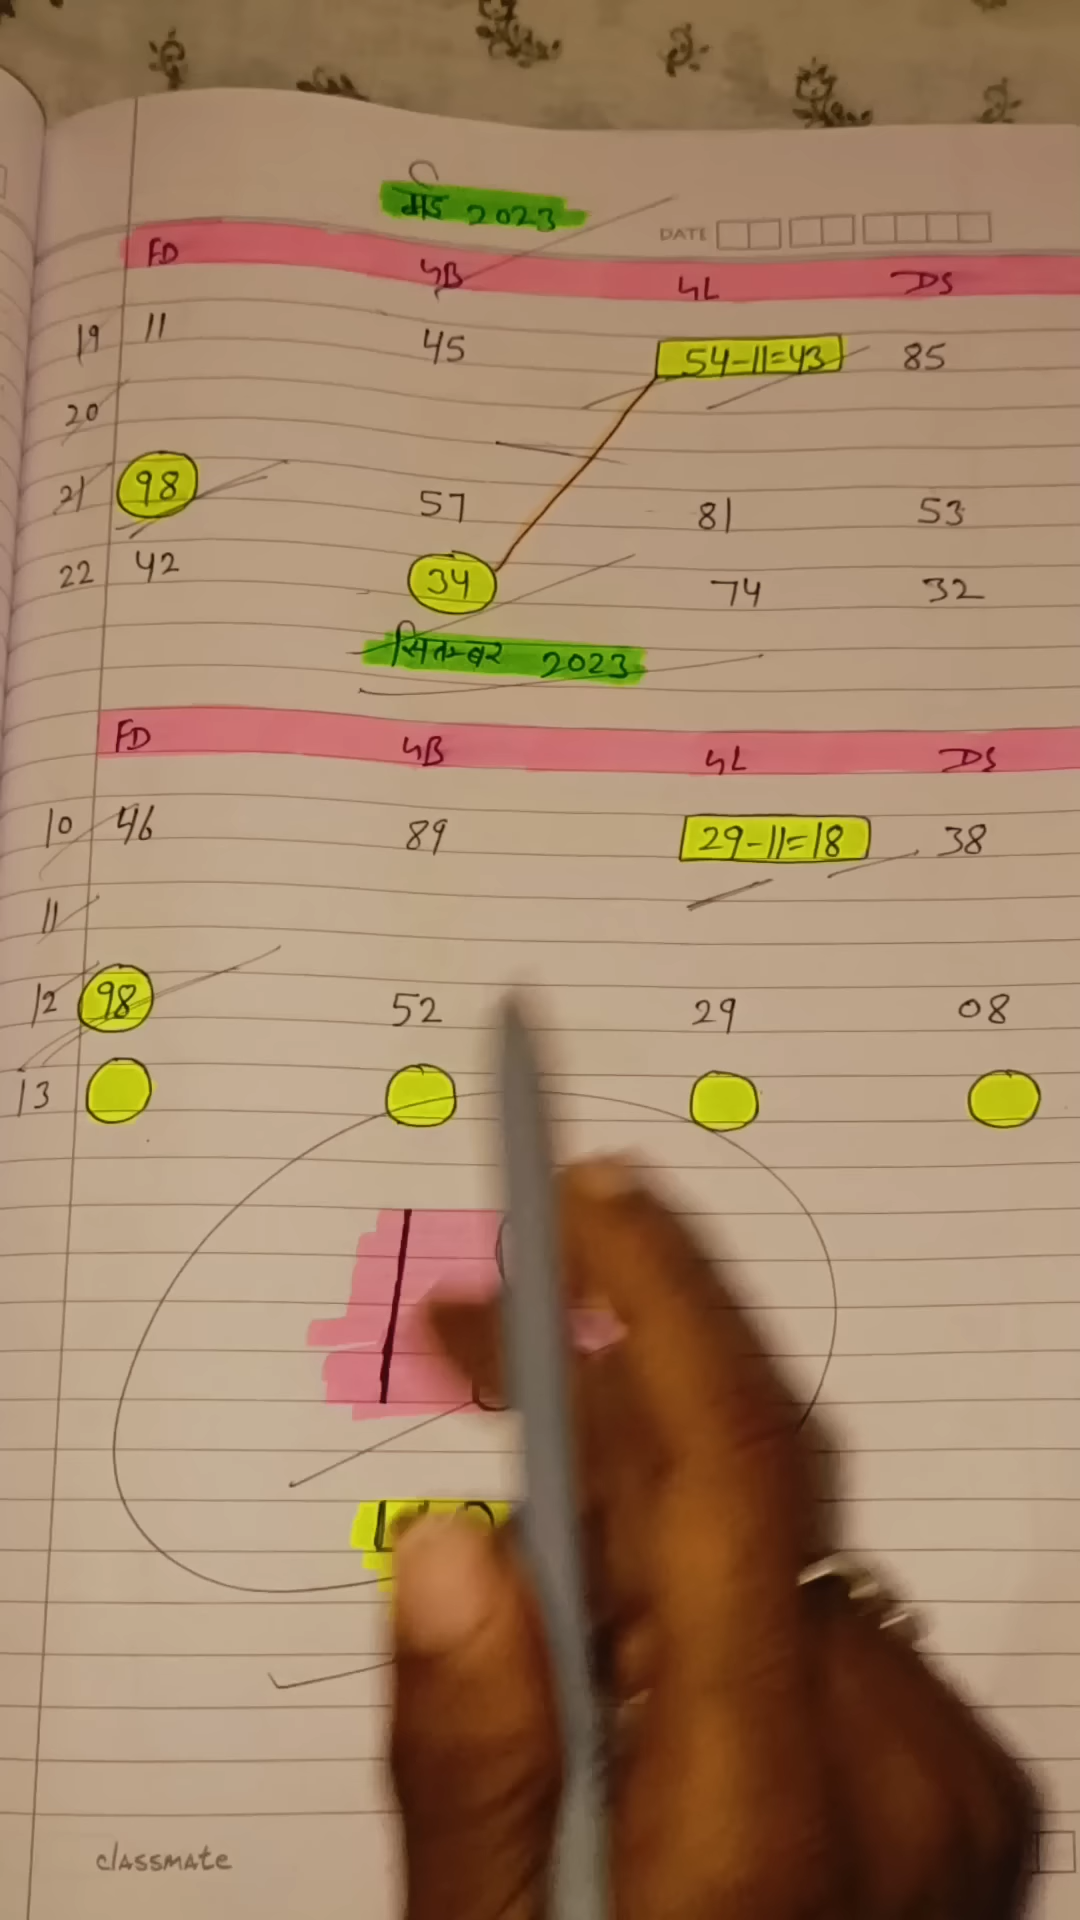 मई 2023
DATE
FD GB GL DS
19 11 45 54-11=43 85
20
21 98 57 81 53
22 42 34 74 32
सितम्बर 2023
FD GB GL DS
10 46 89 29-11=18 38
11
12 98 52 29 08
13
classmate